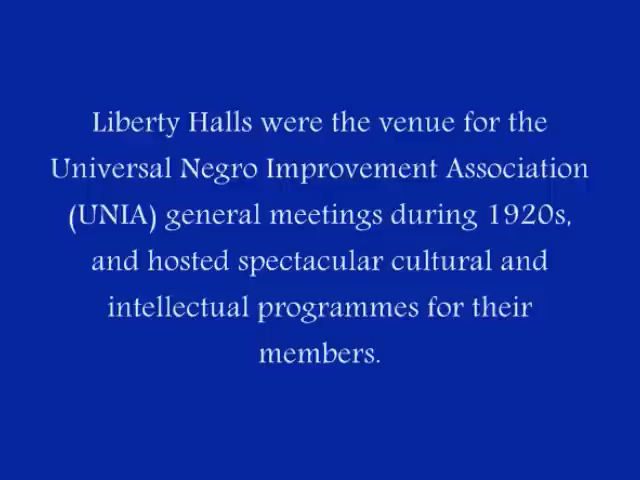 Liberty Halls were the venue for the
Universal Negro Improvement Association
(UNIA) general meetings during 1920s,
and hosted spectacular cultural and
intellectual programmes for their
members.